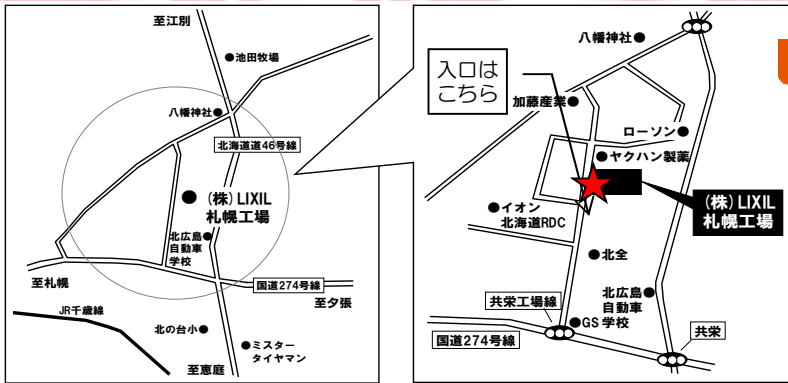 至江別
池田牧場
八幡神社
北海道道46号線
(株)LIXIL
札幌工場
北広島
自動車
学校
至札幌
国道274号線
至夕張
JR千歳線
北の台小
ミスター
タイヤマン
至恵庭
八幡神社
入口は
こちら
加藤産業
ローソン
ヤクハン製薬
(株)LIXIL
札幌工場
イオン
北海道RDC
北全
北広島
自動車
学校
共栄工場線
GS
共栄
国道274号線